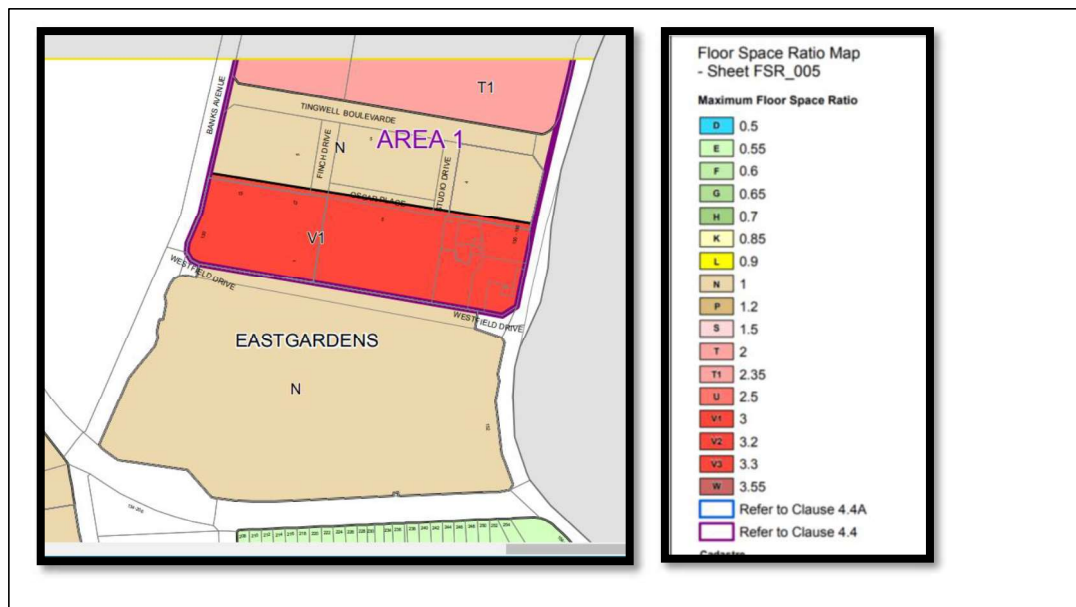 T1
BANKS AVENUE
TINGWELL BOULEVARDE
AREA 1
FINCH DRIVE
N
STUDIO DRIVE
OSCAR PLACE
V1
WESTFIELD DRIVE
WESTFIELD DRIVE
EASTGARDENS
N
Floor Space Ratio Map
- Sheet FSR_005
Maximum Floor Space Ratio
D 0.5
E 0.55
F 0.6
G 0.65
H 0.7
K 0.85
L 0.9
N 1
P 1.2
S 1.5
T 2
T1 2.35
U 2.5
V1 3
V2 3.2
V3 3.3
W 3.55
Refer to Clause 4.4A
Refer to Clause 4.4